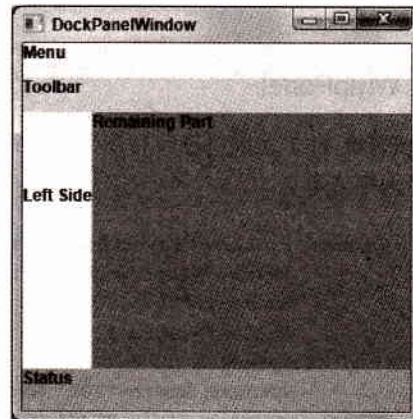 DockPanelWindow
Menu
Toolbar
Remaining Part
Left Side
Status